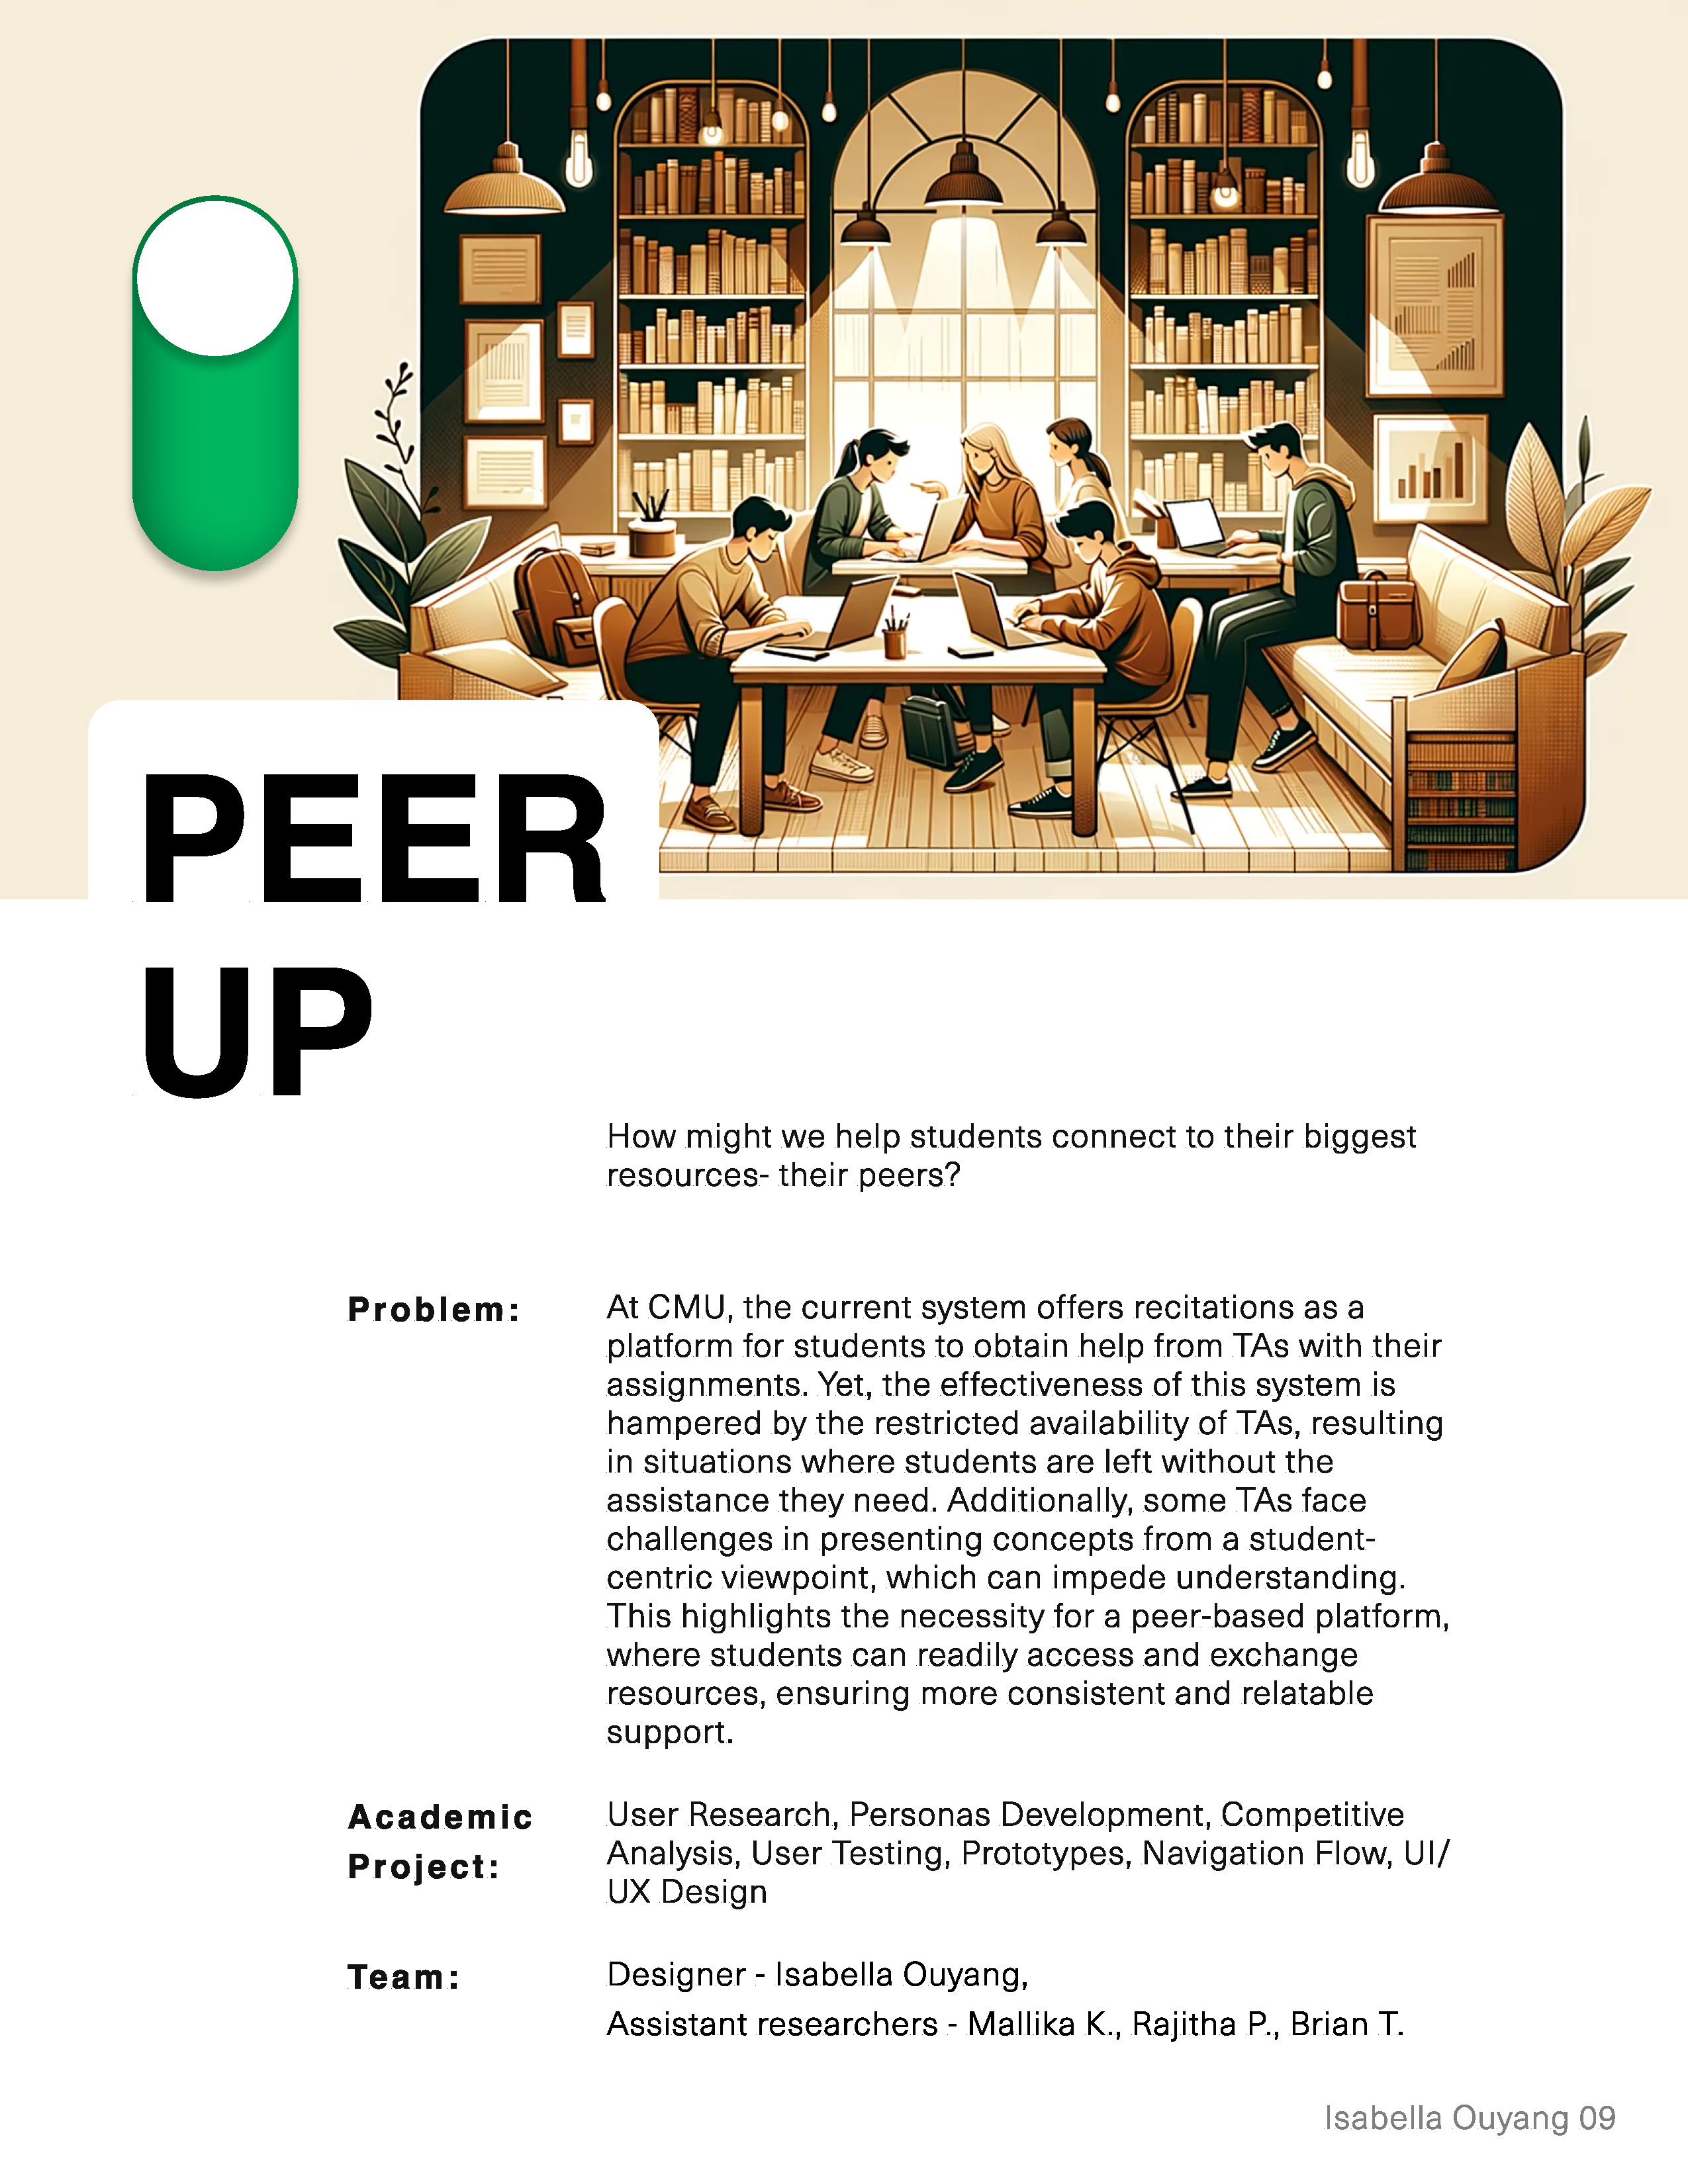 PEER
UP
How might we help students connect to their biggest
resources- their peers?
Problem:
At CMU, the current system offers recitations as a
platform for students to obtain help from TAs with their
assignments. Yet, the effectiveness of this system is
hampered by the restricted availability of TAs, resulting
in situations where students are left without the
assistance they need. Additionally, some TAs face
challenges in presenting concepts from a student-
centric viewpoint, which can impede understanding.
This highlights the necessity for a peer-based platform,
where students can readily access and exchange
resources, ensuring more consistent and relatable
support.
Academic
Project:
User Research, Personas Development, Competitive
Analysis, User Testing, Prototypes, Navigation Flow, UI/
UX Design
Team:
Designer - Isabella Ouyang,
Assistant researchers - Mallika K., Rajitha P., Brian T.
Isabella Ouyang 09